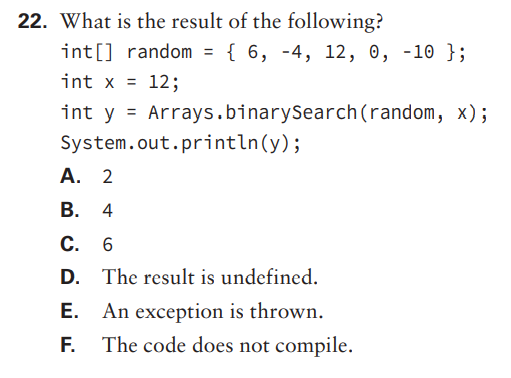 22. What is the result of the following?
int[] random = { 6, -4, 12, 0, -10 };
int x = 12;
int y = Arrays.binarySearch(random, x);
System.out.println(y);
A. 2
B. 4
C. 6
D. The result is undefined.
E. An exception is thrown.
F. The code does not compile.